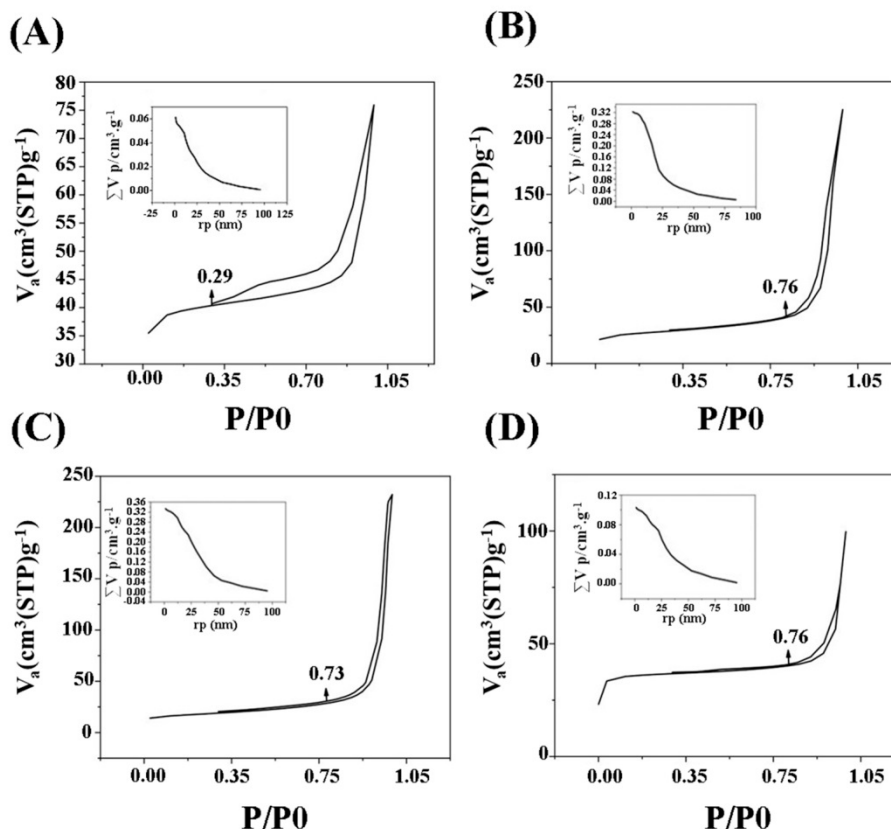 (A)
80
75
70
65
60
55
50
45
40
35
30
Va(cm³(STP)g⁻¹
0.06
0.04
0.02
0.00
∑V p/cm³.g⁻¹
-25 0 25 50 75 100 125
rp (nm)
0.29
0.00 0.35 0.70 1.05
P/P0
(B)
250
200
150
100
50
0
Va(cm³(STP)g⁻¹
0.32
0.28
0.24
0.20
0.16
0.12
0.08
0.04
0.00
∑V p/cm³.g⁻¹
0 25 50 75 100
rp (nm)
0.76
0.35 0.75 1.05
P/P0
(C)
250
200
150
100
50
0
Va(cm³(STP)g⁻¹
0.36
0.32
0.28
0.24
0.20
0.16
0.12
0.08
0.04
0.00
-0.04
∑V p/cm³.g⁻¹
0 25 50 75 100
rp (nm)
0.73
0.00 0.35 0.75 1.05
P/P0
(D)
100
50
0
Va(cm³(STP)g⁻¹
0.12
0.08
0.04
0.00
∑V p/cm³.g⁻¹
0 25 50 75 100
rp (nm)
0.76
0.00 0.35 0.75 1.05
P/P0